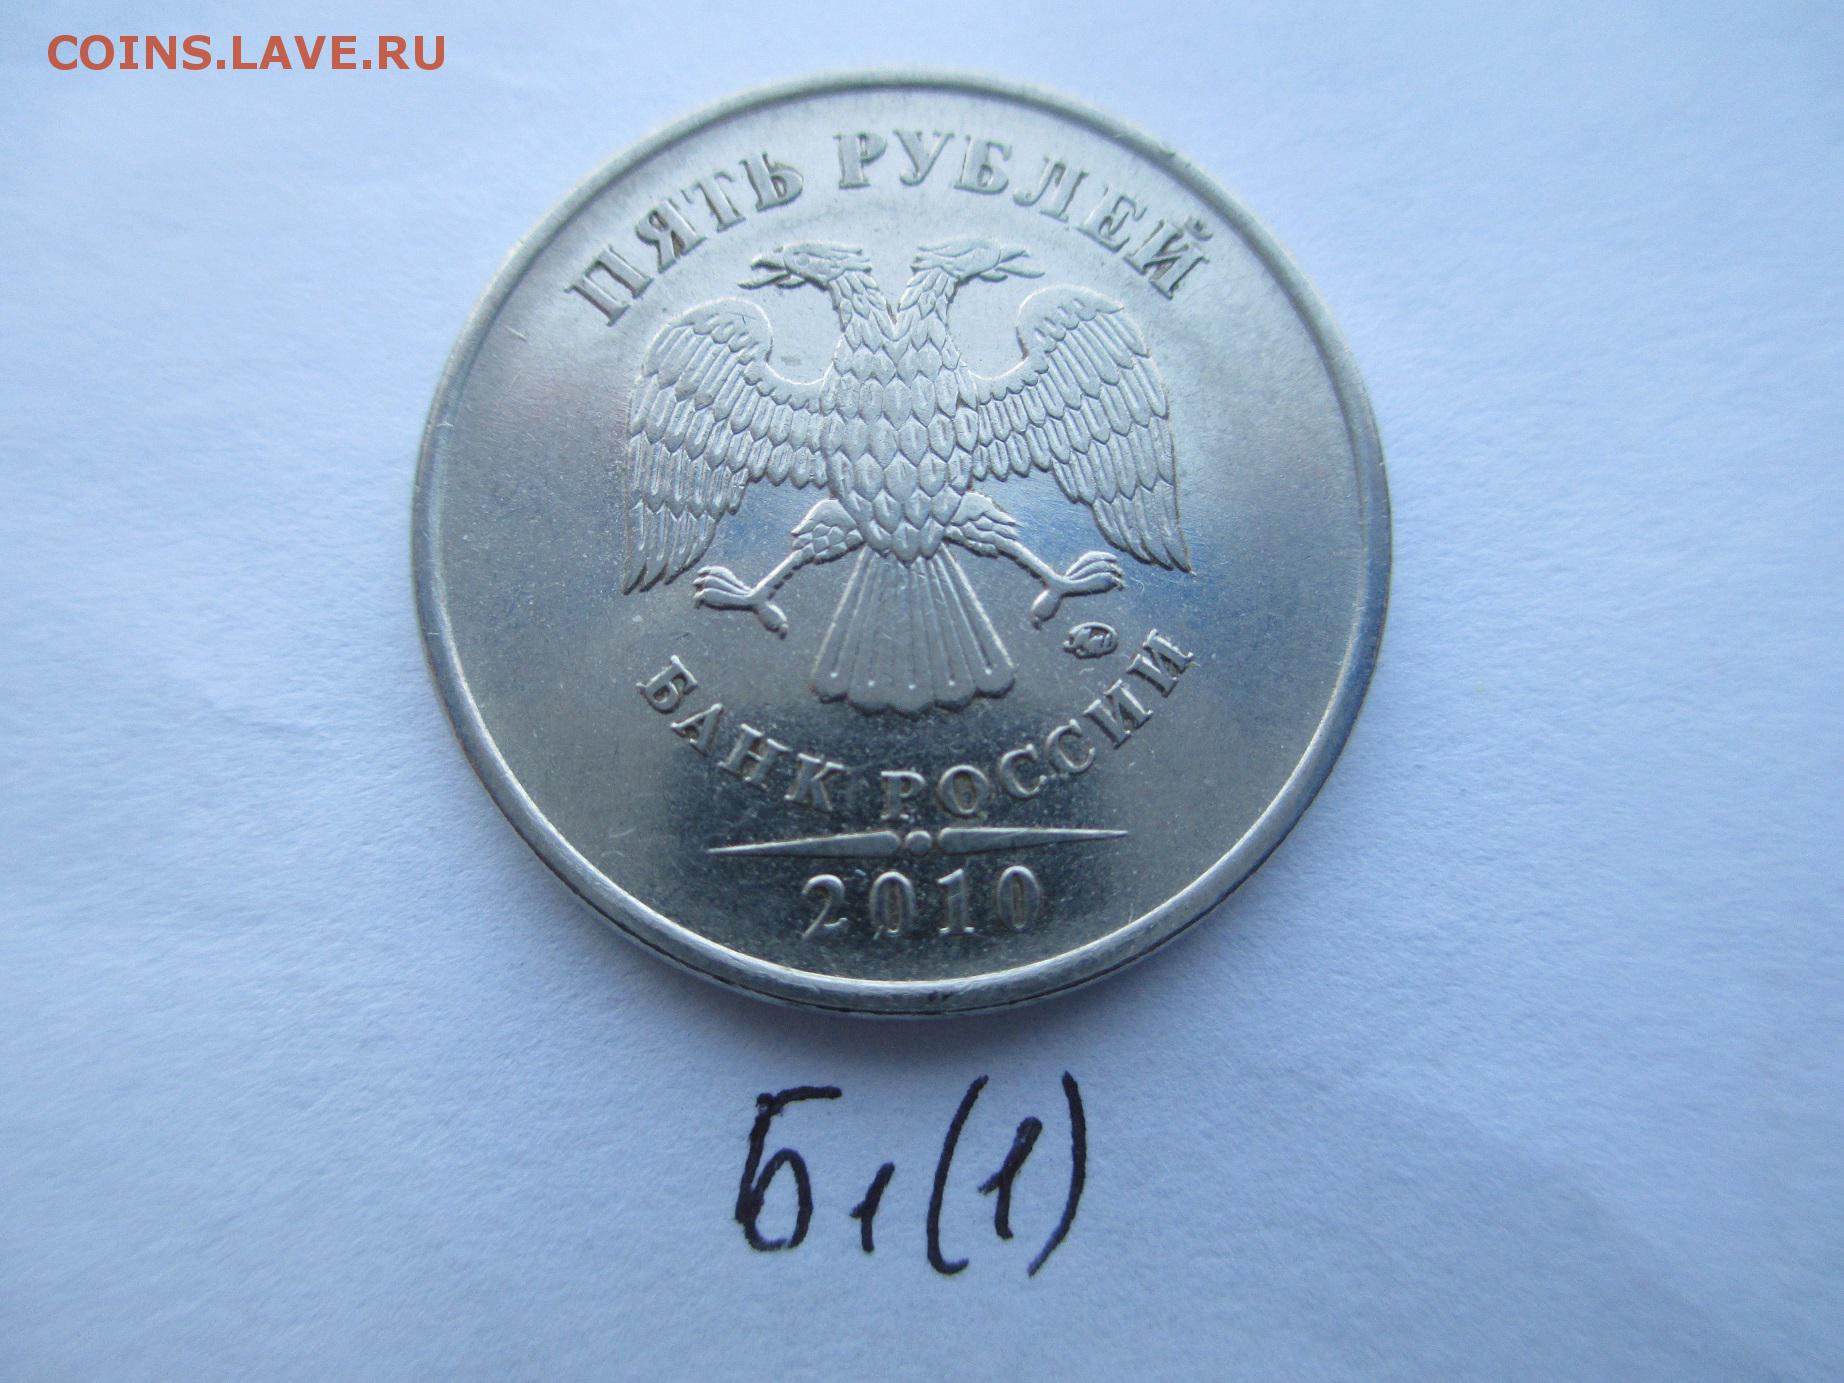 COINS.LAVE.RU
ПЯТЬ РУБЛЕЙ
БАНК РОССИИ
2010
Б1(1)